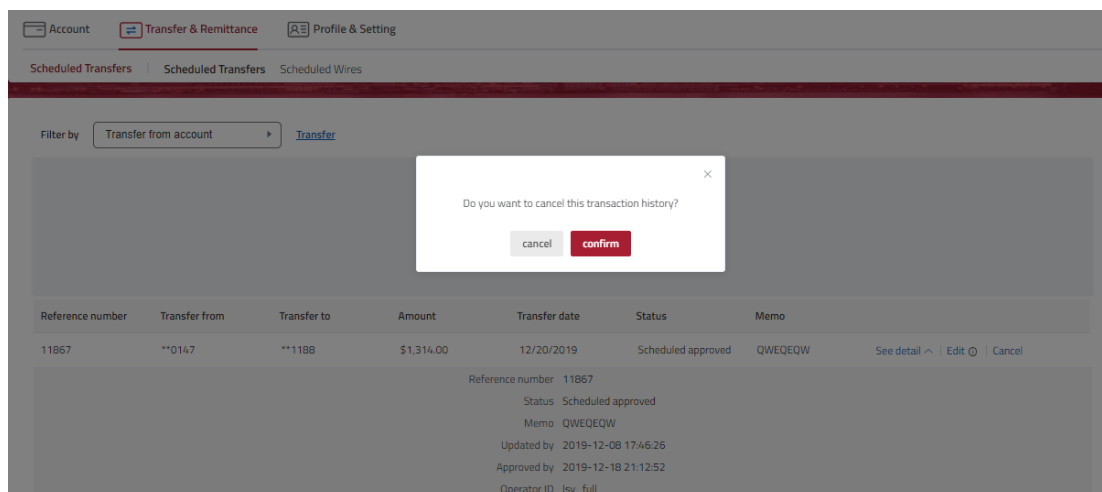 Account Transfer & Remittance Profile & Setting
Scheduled Transfers Scheduled Transfers Scheduled Wires
Filter by Transfer from account Transfer
Do you want to cancel this transaction history?
cancel confirm
Reference number Transfer from Transfer to Amount Transfer date Status Memo
11867 **0147 **1188 $1,314.00 12/20/2019 Scheduled approved QWEQEQW See detail Edit Cancel
Reference number 11867
Status Scheduled approved
Memo QWEQEQW
Updated by 2019-12-08 17:46:26
Approved by 2019-12-18 21:12:52
Operator ID lsy_full